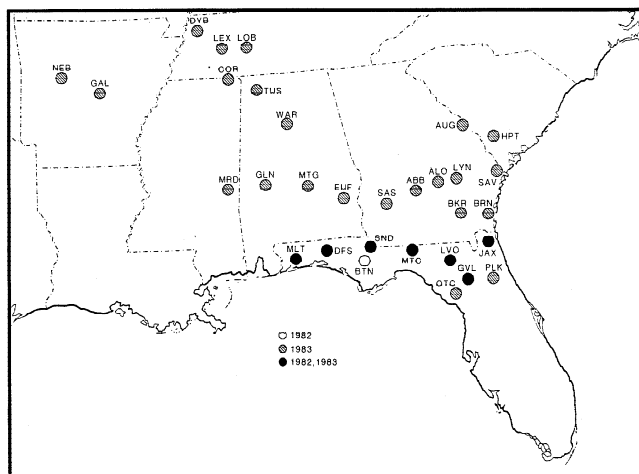 DYB
LEX LOB
NEB
GAL
COR
TUS
WAR
AUG
HPT
MRD
GLN
MTG
EUF
SAS
ABB
ALO
LYN
SAV
BKR
BRN
MLT
DFS
SND
BTN
MTC
LVO
JAX
GVL
PLK
OTC
1982
1983
1982,1983